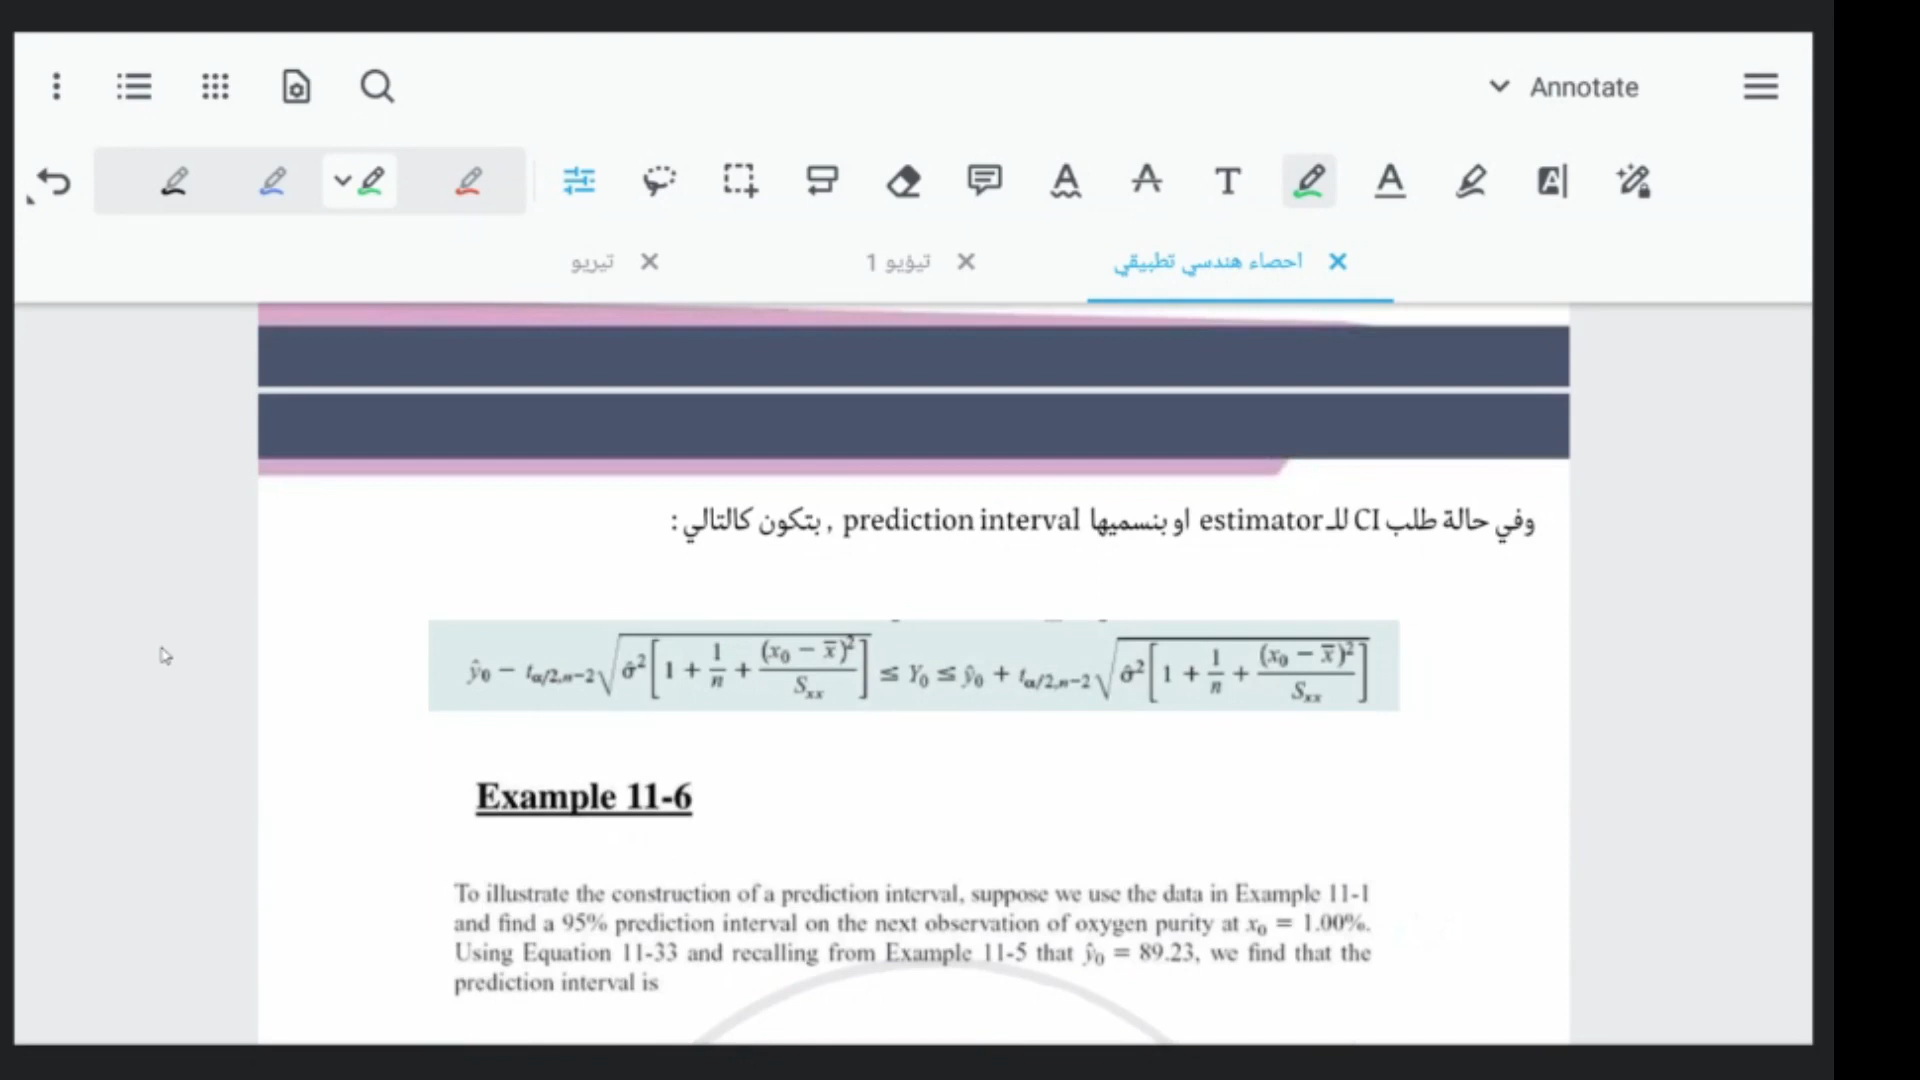 Annotate
T
تيريو
تيؤيو 1
احصاء هندسي تطبيقي
وفي حالة طلب CI للـ estimator او بنسميها prediction interval , بتكون كالتالي :
ŷ₀ − t_{α/2,n−2} √(σ̂² [1 + 1/n + (x₀ − x̄)²/Sₓₓ]) ≤ Y₀ ≤ ŷ₀ + t_{α/2,n−2} √(σ̂² [1 + 1/n + (x₀ − x̄)²/Sₓₓ])
Example 11-6
To illustrate the construction of a prediction interval, suppose we use the data in Example 11-1
and find a 95% prediction interval on the next observation of oxygen purity at x₀ = 1.00%.
Using Equation 11-33 and recalling from Example 11-5 that ŷ₀ = 89.23, we find that the
prediction interval is